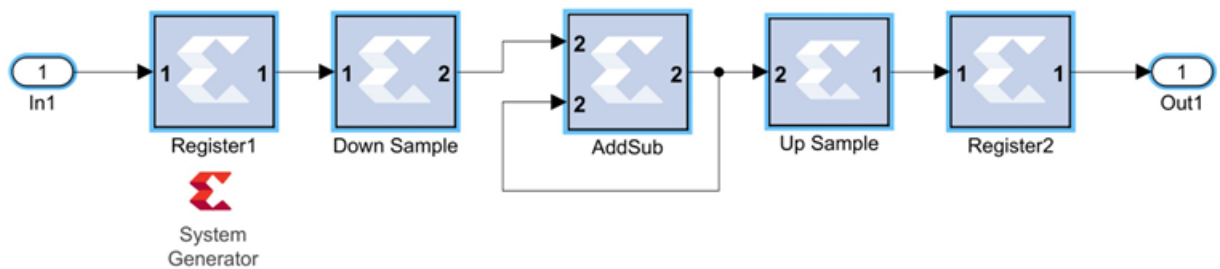 1
In1
1 1
Register1
1 2
Down Sample
2
2
2
AddSub
2 1
Up Sample
1 1
Register2
1
Out1
System
Generator